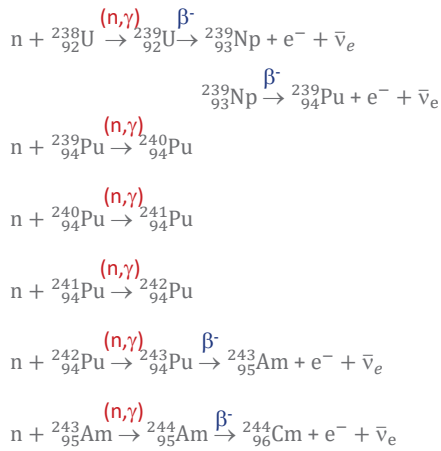 n + ²³⁸₉₂U (n,γ)→ ²³⁹₉₂U β⁻→ ²³⁹₉₃Np + e⁻ + ν̅ₑ
²³⁹₉₃Np β⁻→ ²³⁹₉₄Pu + e⁻ + ν̅ₑ
n + ²³⁹₉₄Pu (n,γ)→ ²⁴⁰₉₄Pu
n + ²⁴⁰₉₄Pu (n,γ)→ ²⁴¹₉₄Pu
n + ²⁴¹₉₄Pu (n,γ)→ ²⁴²₉₄Pu
n + ²⁴²₉₄Pu (n,γ)→ ²⁴³₉₄Pu β⁻→ ²⁴³₉₅Am + e⁻ + ν̅ₑ
n + ²⁴³₉₅Am (n,γ)→ ²⁴⁴₉₅Am β⁻→ ²⁴⁴₉₆Cm + e⁻ + ν̅ₑ